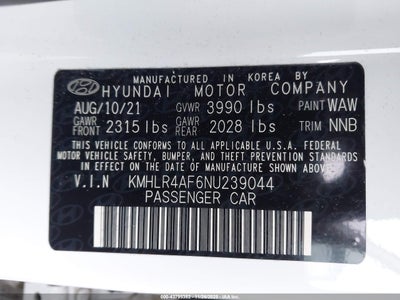 MANUFACTURED IN KOREA BY
HYUNDAI MOTOR COMPANY
AUG/10/21 GVWR 3990 lbs PAINT WAW
GAWR FRONT 2315 lbs GAWR REAR 2028 lbs TRIM NNB
THIS VEHICLE CONFORMS TO ALL APPLICABLE U.S. FEDERAL
MOTOR VEHICLE SAFETY, BUMPER, AND THEFT PREVENTION STANDARDS
IN EFFECT ON THE DATE OF MANUFACTURE SHOWN ABOVE.
V.I.N KMHLR4AF6NU239044
PASSENGER CAR